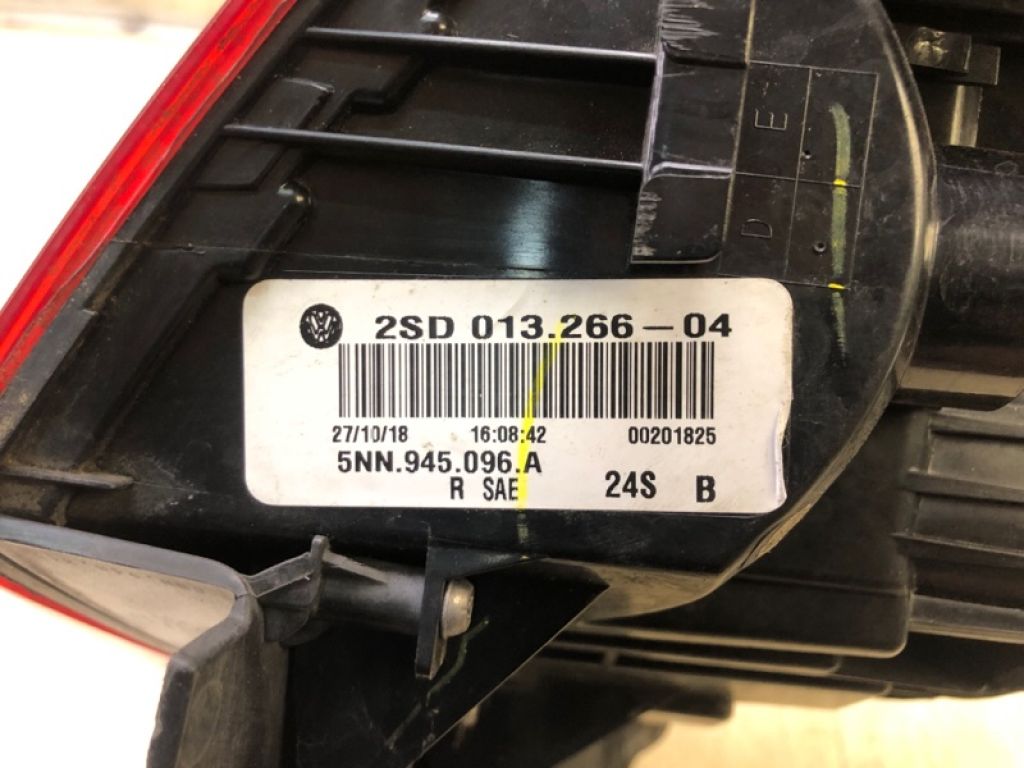 E
D
2SD 013.266-04
27/10/18 16:08:42 00201825
5NN.945.096.A
R SAE 24S B